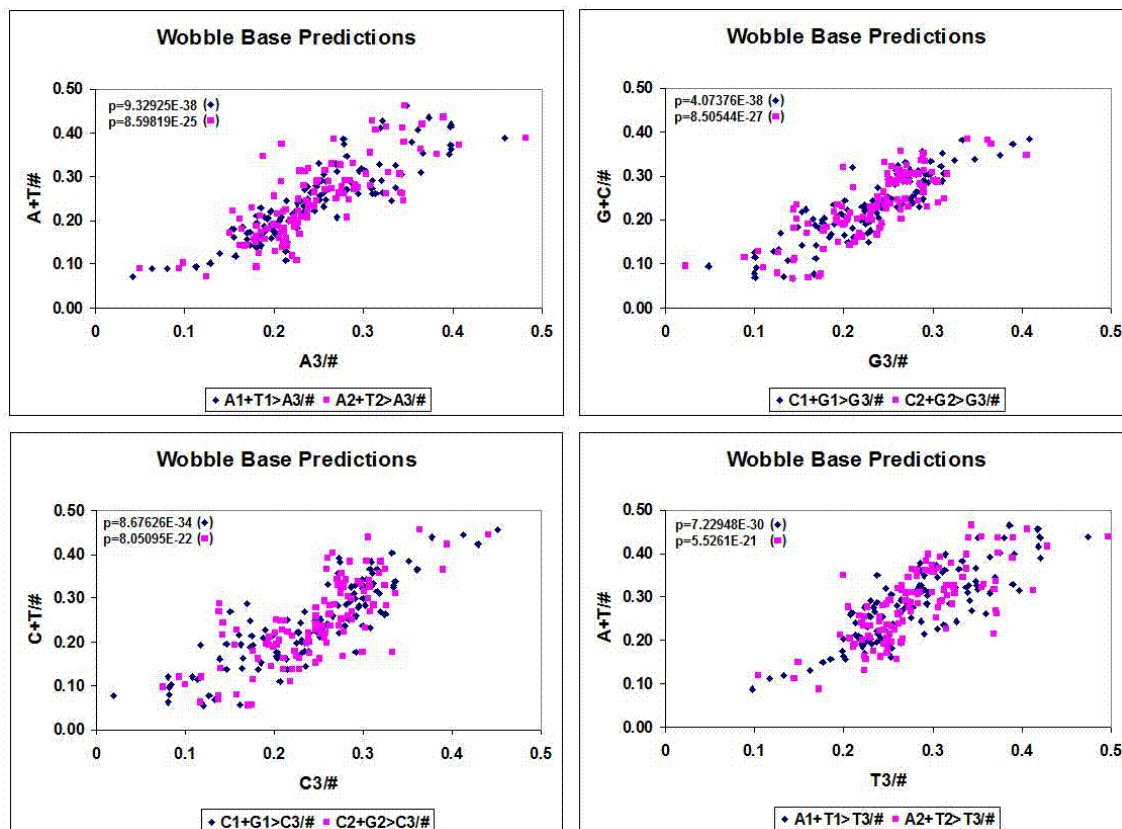 Wobble Base Predictions
p=9.32925E-38 (⬥)
p=8.59819E-25 (■)
A+T/#
0.50
0.40
0.30
0.20
0.10
0.00
0 0.1 0.2 0.3 0.4 0.5
A3/#
A1+T1>A3/# A2+T2>A3/#
Wobble Base Predictions
p=4.07376E-38 (⬥)
p=8.50544E-27 (■)
G+C/#
0.50
0.40
0.30
0.20
0.10
0.00
0 0.1 0.2 0.3 0.4 0.5
G3/#
C1+G1>G3/# C2+G2>G3/#
Wobble Base Predictions
p=8.67626E-34 (⬥)
p=8.05095E-22 (■)
C+T/#
0.50
0.40
0.30
0.20
0.10
0.00
0 0.1 0.2 0.3 0.4 0.5
C3/#
C1+G1>C3/# C2+G2>C3/#
Wobble Base Predictions
p=7.22948E-30 (⬥)
p=5.5261E-21 (■)
A+T/#
0.50
0.40
0.30
0.20
0.10
0.00
0 0.1 0.2 0.3 0.4 0.5
T3/#
A1+T1>T3/# A2+T2>T3/#